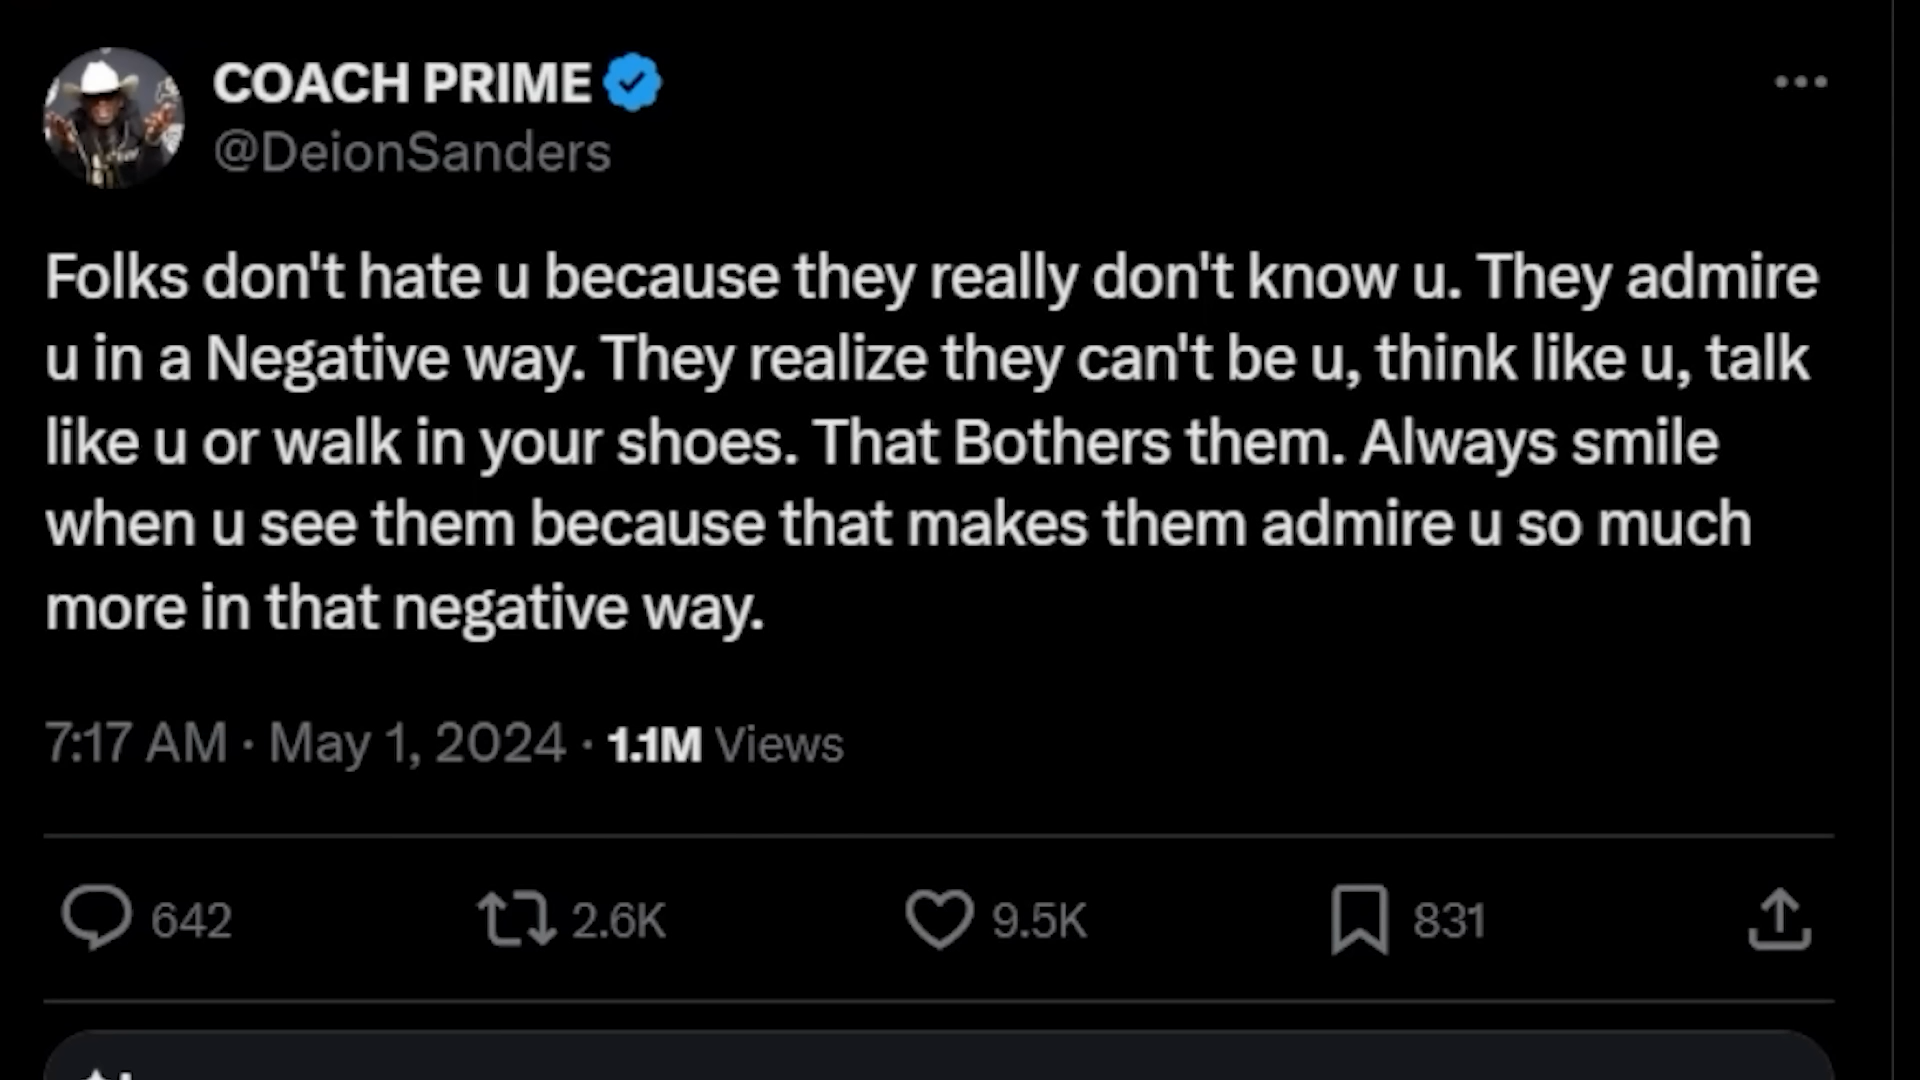 COACH PRIME
@DeionSanders
Folks don't hate u because they really don't know u. They admire
u in a Negative way. They realize they can't be u, think like u, talk
like u or walk in your shoes. That Bothers them. Always smile
when u see them because that makes them admire u so much
more in that negative way.
7:17 AM · May 1, 2024 · 1.1M Views
642 2.6K 9.5K 831